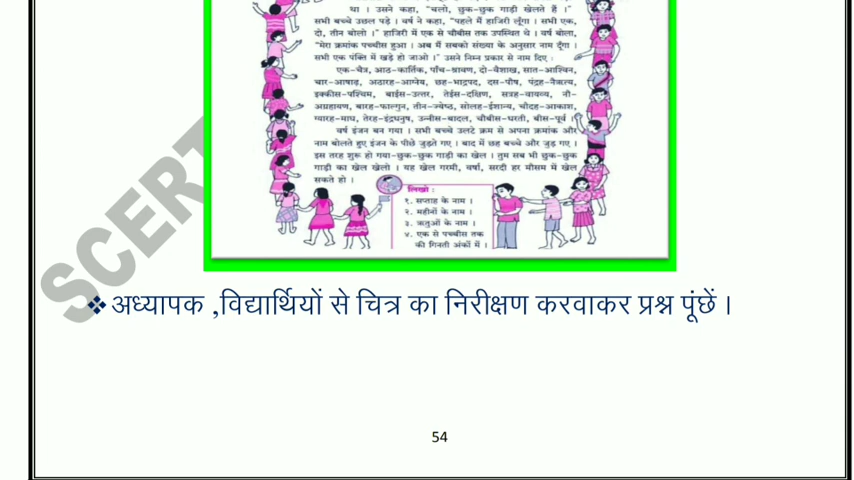 था । उसने कहा, “चलो, छुक-छुक गाड़ी खेलते हैं ।”
सभी बच्चे उछल पड़े । वर्ष ने कहा, “पहले मैं हाजिरी लूँगा । सभी एक,
दो, तीन बोलो ।” हाजिरी में एक से चौबीस तक उपस्थित थे । वर्ष बोला,
“मेरा क्रमांक पच्चीस हुआ । अब मैं सबको संख्या के अनुसार नाम दूँगा ।
सभी एक पंक्ति में खड़े हो जाओ ।” उसने निम्न प्रकार से नाम दिए :
एक-चैत्र, आठ-कार्तिक, पाँच-श्रावण, दो-बैशाख, सात-आश्विन,
चार-आषाढ़, अठारह-आग्नेय, छह-भाद्रपद, दस-पौष, पंद्रह-नैऋत्य,
इक्कीस-पश्चिम, बाईस-उत्तर, तेईस-दक्षिण, सत्रह-वायव्य, नौ-
अग्रहायण, बारह-फाल्गुन, तीन-ज्येष्ठ, सोलह-ईशान्य, चौदह-आकाश,
ग्यारह-माघ, तेरह-इंद्रधनुष, उन्नीस-बादल, चौबीस-धरती, बीस-पूर्व ।
वर्ष इंजन बन गया । सभी बच्चे उलटे क्रम से अपना क्रमांक और
नाम बोलते हुए इंजन के पीछे जुड़ते गए । बाद में छह बच्चे और जुड़ गए ।
इस तरह शुरू हो गया-छुक-छुक गाड़ी का खेल । तुम सब भी छुक-छुक
गाड़ी का खेल खेलो । यह खेल गरमी, वर्षा, सरदी हर मौसम में खेल
सकते हो ।
लिखो :
१. सप्ताह के नाम ।
२. महीनों के नाम ।
३. ऋतुओं के नाम ।
४. एक से पच्चीस तक
की गिनती अंकों में ।
SCERT
❖ अध्यापक ,विद्यार्थियों से चित्र का निरीक्षण करवाकर प्रश्न पूंछें ।
54